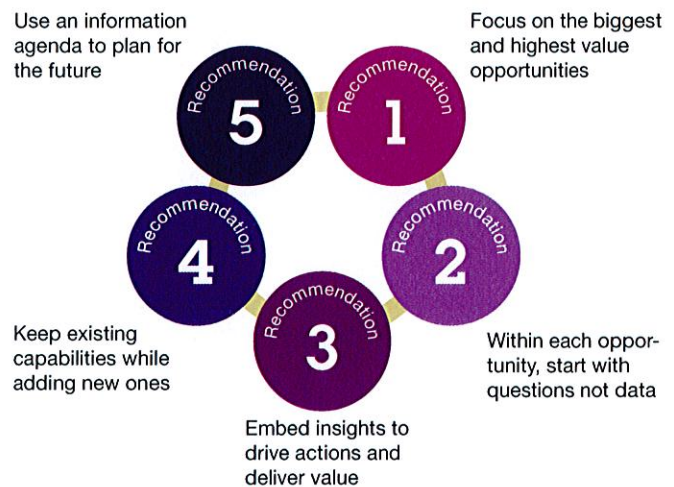 Use an information
agenda to plan for
the future
Recommendation
5
Focus on the biggest
and highest value
opportunities
Recommendation
1
Recommendation
2
Within each oppor-
tunity, start with
questions not data
Recommendation
3
Embed insights to
drive actions and
deliver value
Recommendation
4
Keep existing
capabilities while
adding new ones